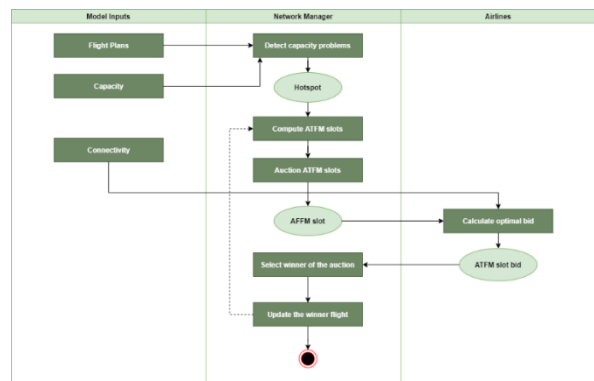 Model Inputs
Network Manager
Airlines
Flight Plans
Detect capacity problems
Capacity
Hotspot
Compute ATFM slots
Connectivity
Auction ATFM slots
AFFM slot
Calculate optimal bid
Select winner of the auction
ATFM slot bid
Update the winner flight